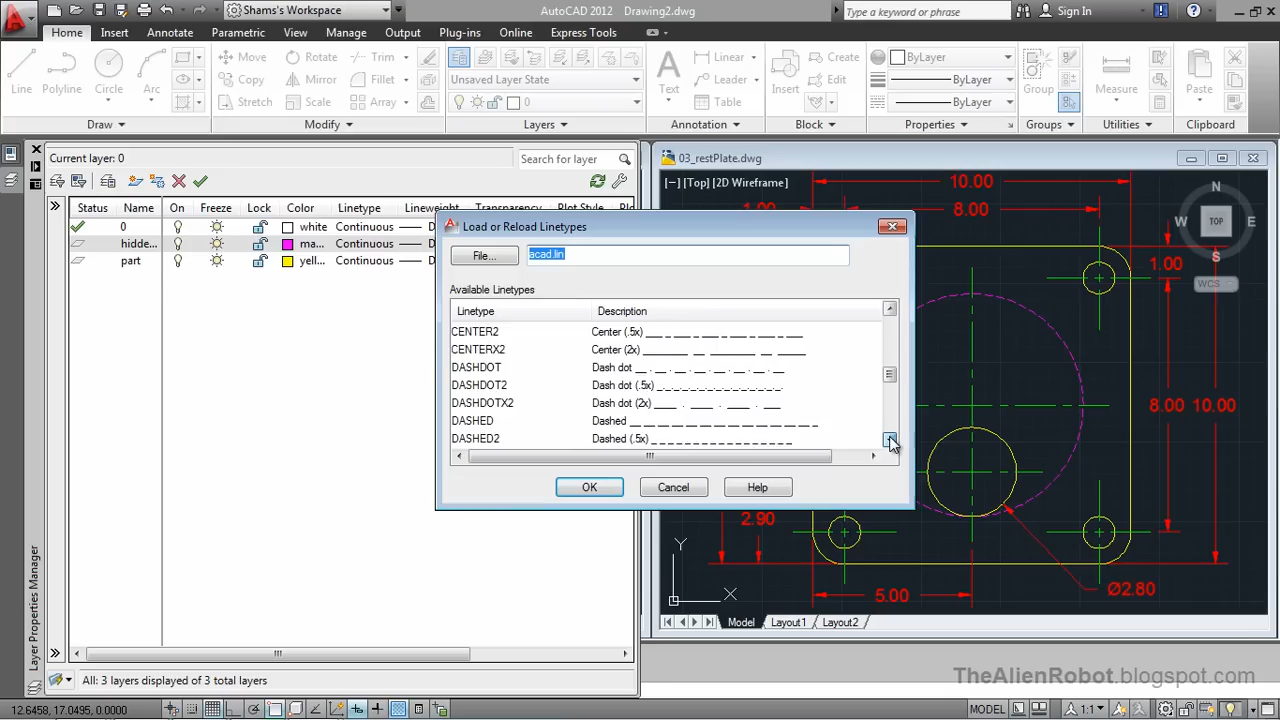 Shams's Workspace
AutoCAD 2012 Drawing2.dwg
Type a keyword or phrase
Sign In
Home Insert Annotate Parametric View Manage Output Plug-ins Online Express Tools
Line
Polyline
Circle
Arc
Draw
Move
Rotate
Trim
Copy
Mirror
Fillet
Stretch
Scale
Array
Modify
Unsaved Layer State
0
Layers
Text
Linear
Leader
Table
Annotation
Insert
Create
Edit
Block
ByLayer
ByLayer
ByLayer
Properties
Group
Groups
Measure
Utilities
Paste
Clipboard
Current layer: 0
Search for layer
Status Name On Freeze Lock Color Linetype Lineweight Transparency Plot Style
0 white Continuous
hidde... ma... Continuous
part yell... Continuous
All: 3 layers displayed of 3 total layers
Layer Properties Manager
Load or Reload Linetypes
File... acad.lin
Available Linetypes
Linetype Description
CENTER2 Center (.5x)
CENTERX2 Center (2x)
DASHDOT Dash dot
DASHDOT2 Dash dot (.5x)
DASHDOTX2 Dash dot (2x)
DASHED Dashed
DASHED2 Dashed (.5x)
OK Cancel Help
03_restPlate.dwg
[−] [Top] [2D Wireframe]
10.00
8.00
1.00
8.00 10.00
2.90
5.00
Ø2.80
N
W TOP E
S
WCS
Y
X
Model Layout1 Layout2
TheAlienRobot.blogspot.com
12.6458, 17.0495, 0.0000
MODEL
1:1